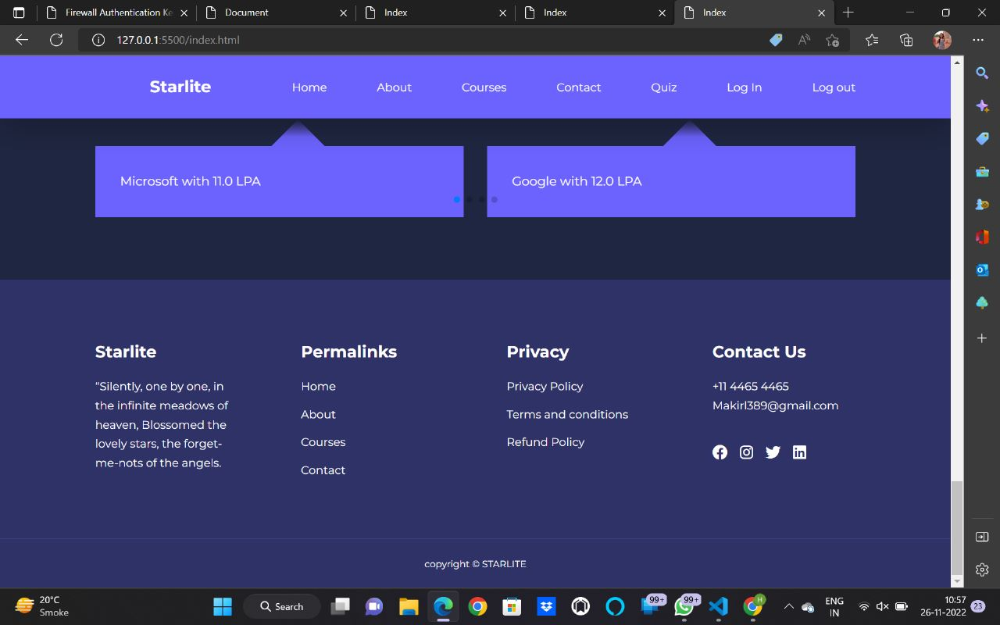 Firewall Authentication Ke
Document
Index
Index
Index
127.0.0.1:5500/index.html
Starlite
Home
About
Courses
Contact
Quiz
Log In
Log out
Microsoft with 11.0 LPA
Google with 12.0 LPA
Starlite
“Silently, one by one, in
the infinite meadows of
heaven, Blossomed the
lovely stars, the forget-
me-nots of the angels.
Permalinks
Home
About
Courses
Contact
Privacy
Privacy Policy
Terms and conditions
Refund Policy
Contact Us
+11 4465 4465
Makirl389@gmail.com
copyright © STARLITE
20°C
Smoke
Search
99+
99+
H
ENG
IN
10:57
26-11-2022
23